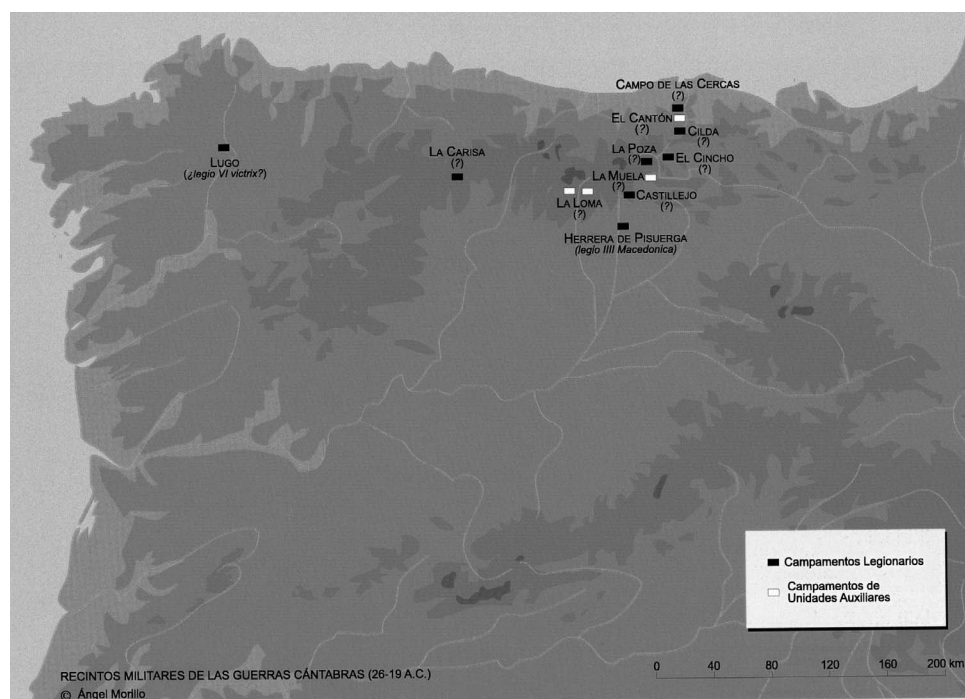 CAMPO DE LAS CERCAS
(?)
EL CANTÓN
(?)
CILDA
(?)
LA POZA
(?)
EL CINCHO
(?)
LA CARISA
(?)
LUGO
(¿legio VI victrix?)
LA MUELA
(?)
CASTILLEJO
(?)
LA LOMA
(?)
HERRERA DE PISUERGA
(legio IIII Macedonica)
Campamentos Legionarios
Campamentos de
Unidades Auxiliares
RECINTOS MILITARES DE LAS GUERRAS CÁNTABRAS (26-19 A.C.)
© Ángel Morillo
0 40 80 120 160 200 km.